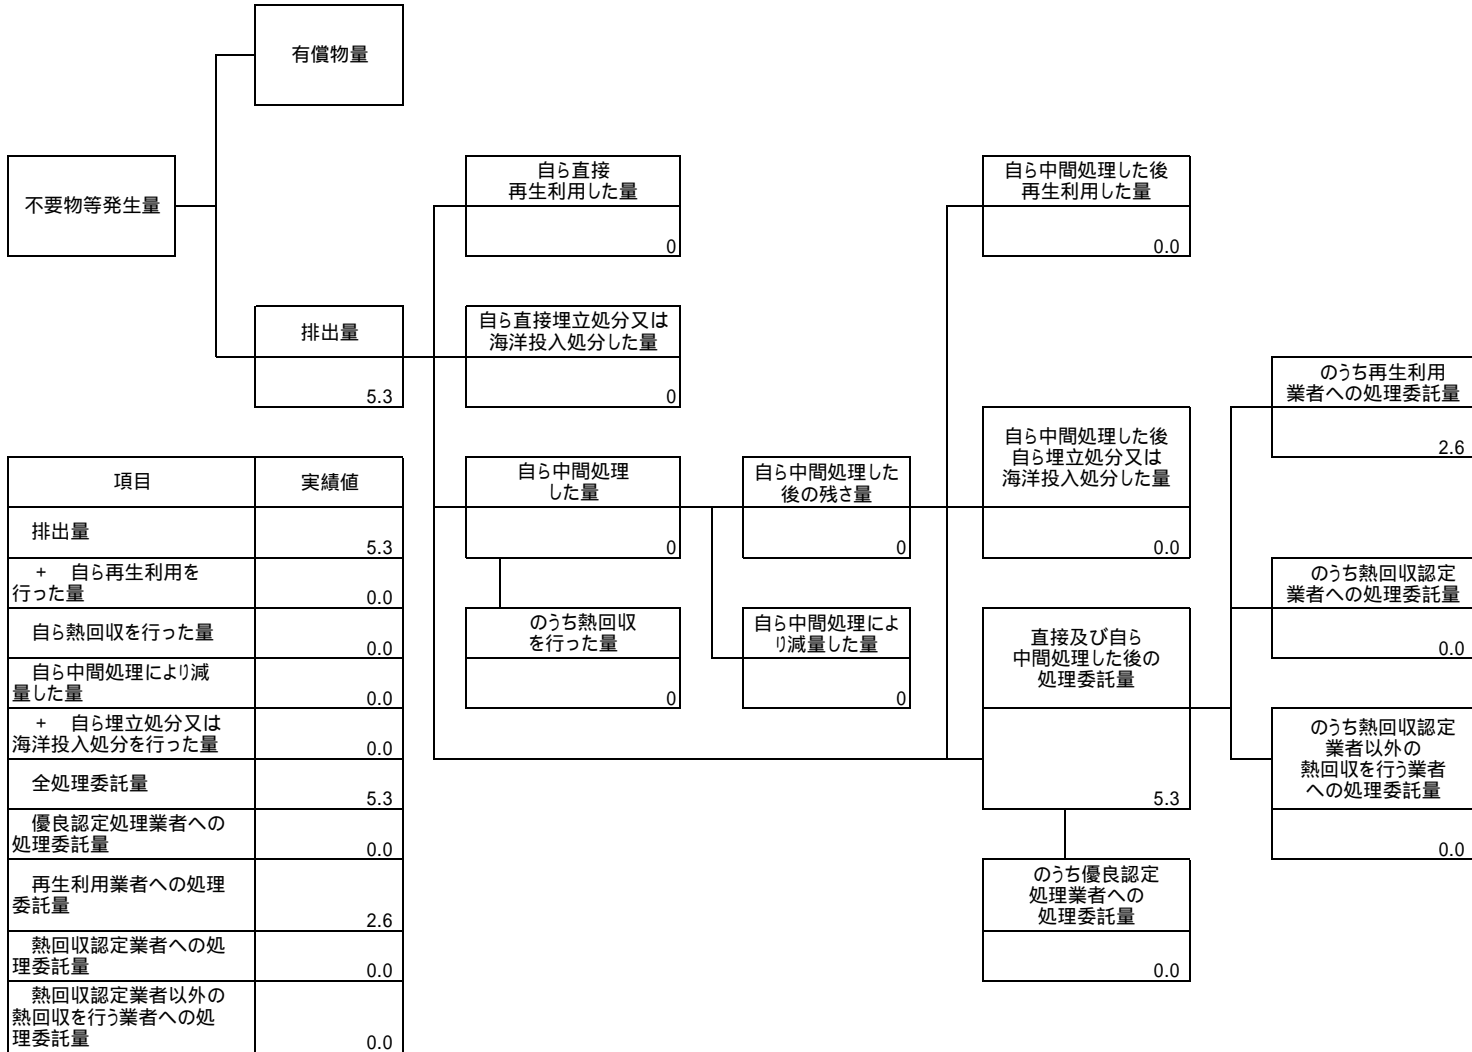 有償物量
不要物等発生量
自ら直接
再生利用した量
0
自ら中間処理した後
再生利用した量
0.0
排出量
5.3
自ら直接埋立処分又は
海洋投入処分した量
0
のうち再生利用
業者への処理委託量
2.6
自ら中間処理した後
自ら埋立処分又は
海洋投入処分した量
0.0
自ら中間処理
した量
0
自ら中間処理した
後の残さ量
0
のうち熱回収認定
業者への処理委託量
0.0
のうち熱回収
を行った量
0
自ら中間処理によ
り減量した量
0
直接及び自ら
中間処理した後の
処理委託量
5.3
のうち熱回収認定
業者以外の
熱回収を行う業者
への処理委託量
0.0
のうち優良認定
処理業者への
処理委託量
0.0
項目 実績値
排出量
5.3
+ 自ら再生利用を
行った量
0.0
自ら熱回収を行った量
0.0
自ら中間処理により減
量した量
0.0
+ 自ら埋立処分又は
海洋投入処分を行った量
0.0
全処理委託量
5.3
優良認定処理業者への
処理委託量
0.0
再生利用業者への処理
委託量
2.6
熱回収認定業者への処
理委託量
0.0
熱回収認定業者以外の
熱回収を行う業者への処
理委託量
0.0